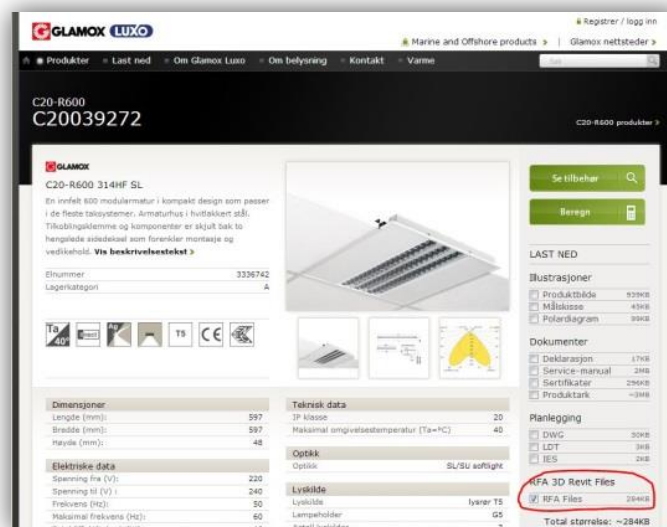 Registrer / logg inn
GLAMOX LUXO
Marine and Offshore products
Glamox nettsteder
Produkter
Last ned
Om Glamox Luxo
Om belysning
Kontakt
Varme
C20-R600
C20039272
C20-R600 produkter
GLAMOX
C20-R600 314HF SL
En innfelt 600 modularmatur i kompakt design som passer
i de fleste taksystemer. Armaturhus i hvitlakkert stål.
Tilkoblingsklemme og komponenter er skjult bak to
hengslede sidedeksel som forenkler montasje og
vedlikehold. Vis beskrivelsestekst
Elnummer 3336742
Lagerkategori A
Ta 40°
T5
CE
Dimensjoner
Lengde (mm): 597
Bredde (mm): 597
Høyde (mm): 48
Elektriske data
Spenning fra (V): 220
Spenning til (V) : 240
Frekvens (Hz): 50
Maksimal frekvens (Hz): 60
Teknisk data
IP klasse 20
Maksimal omgivelsestemperatur (Ta=ºC) 40
Optikk
Optikk SL/SU softlight
Lyskilde
Lyskilde lysrør T5
Lampeholder G5
Se tilbehør
Beregn
LAST NED
Illustrasjoner
Produktbilde 939KB
Målskisse 45KB
Polardiagram
Dokumenter
Deklarasjon 17KB
Service-manual 2MB
Sertifikater 296KB
Produktark ~3MB
Planlegging
DWG 30KB
LDT 3KB
IES 2KB
RFA 3D Revit Files
RFA Files 284KB
Total størrelse: ~284KB